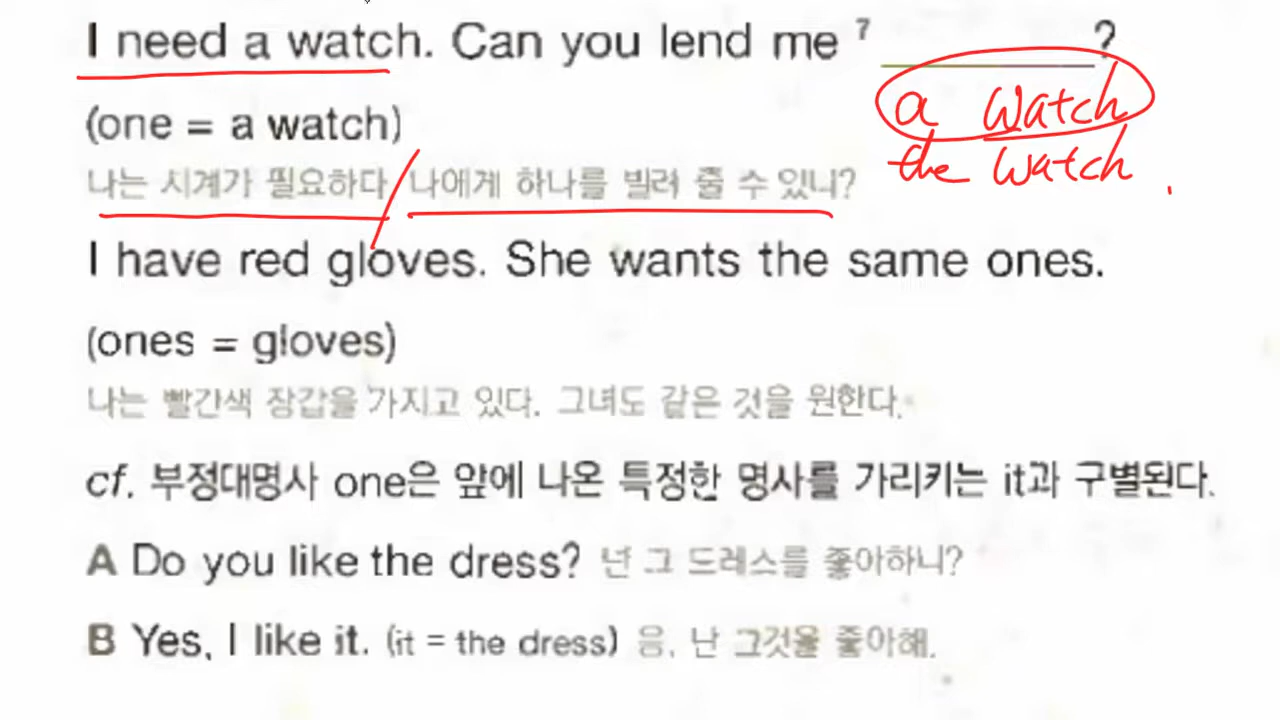 I need a watch. Can you lend me ⁷ ________?
a watch
(one = a watch)
the watch
나는 시계가 필요하다/나에게 하나를 빌려 줄 수 있니?
I have red gloves. She wants the same ones.
(ones = gloves)
나는 빨간색 장갑을 가지고 있다. 그녀도 같은 것을 원한다.
cf. 부정대명사 one은 앞에 나온 특정한 명사를 가리키는 it과 구별된다.
A Do you like the dress? 넌 그 드레스를 좋아하니?
B Yes, I like it. (it = the dress) 응, 난 그것을 좋아해.